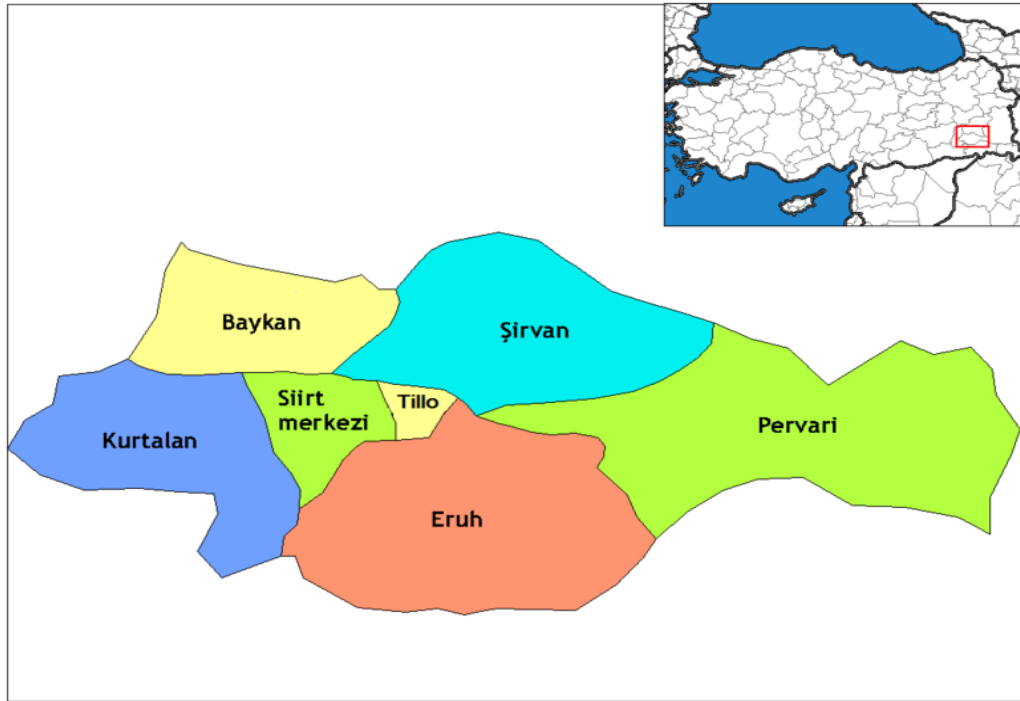 Baykan
Şirvan
Siirt
merkezi
Tillo
Kurtalan
Pervari
Eruh